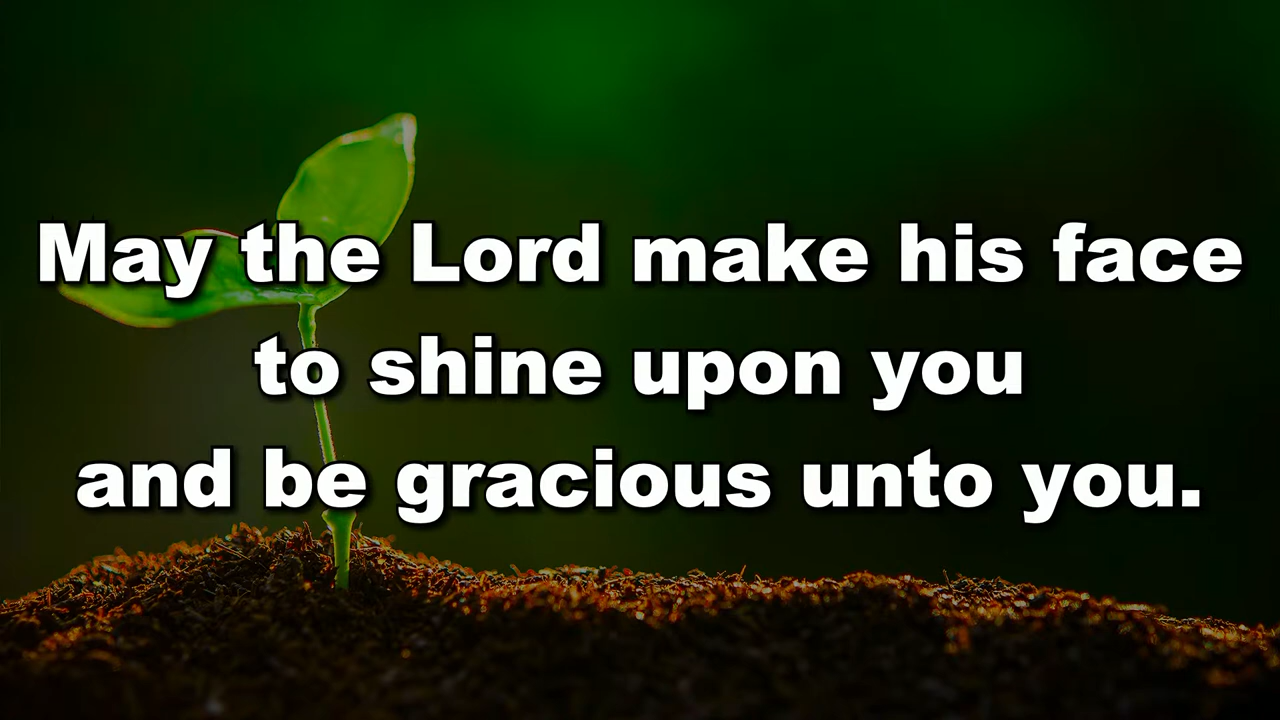 May the Lord make his face
to shine upon you
and be gracious unto you.